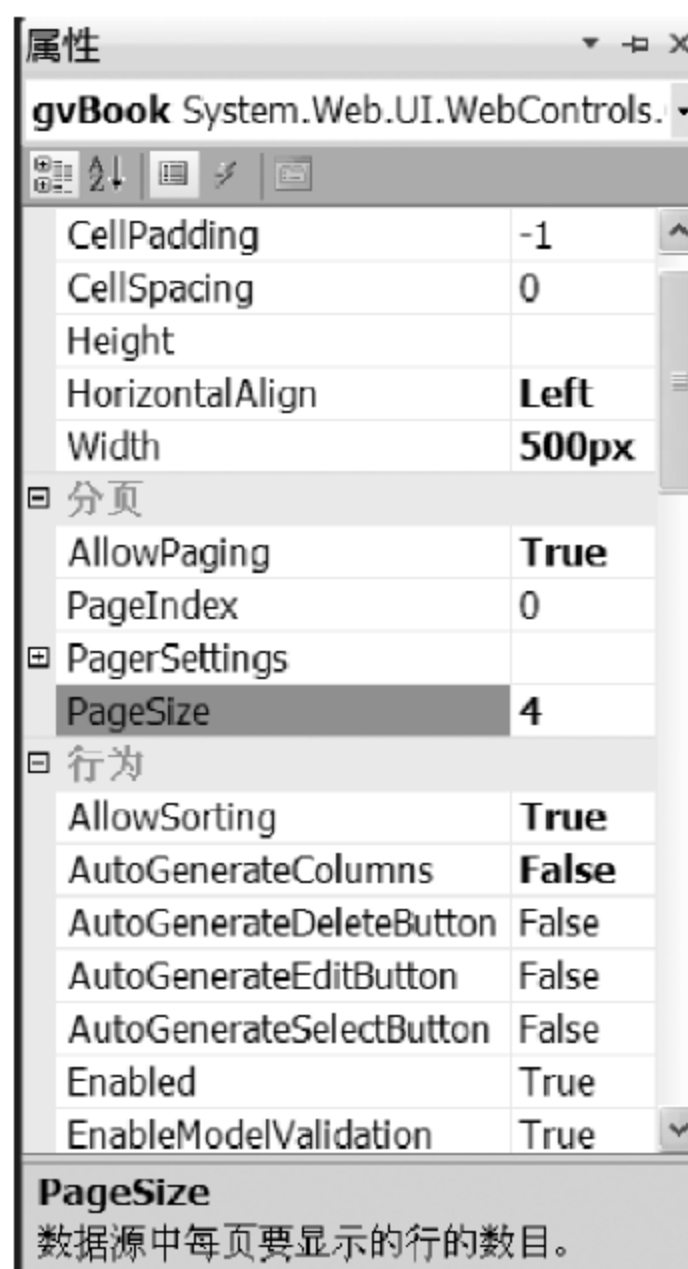 属性
gvBook System.Web.UI.WebControls.
CellPadding -1
CellSpacing 0
Height
HorizontalAlign Left
Width 500px
分页
AllowPaging True
PageIndex 0
PagerSettings
PageSize 4
行为
AllowSorting True
AutoGenerateColumns False
AutoGenerateDeleteButton False
AutoGenerateEditButton False
AutoGenerateSelectButton False
Enabled True
EnableModelValidation True
PageSize
数据源中每页要显示的行的数目。